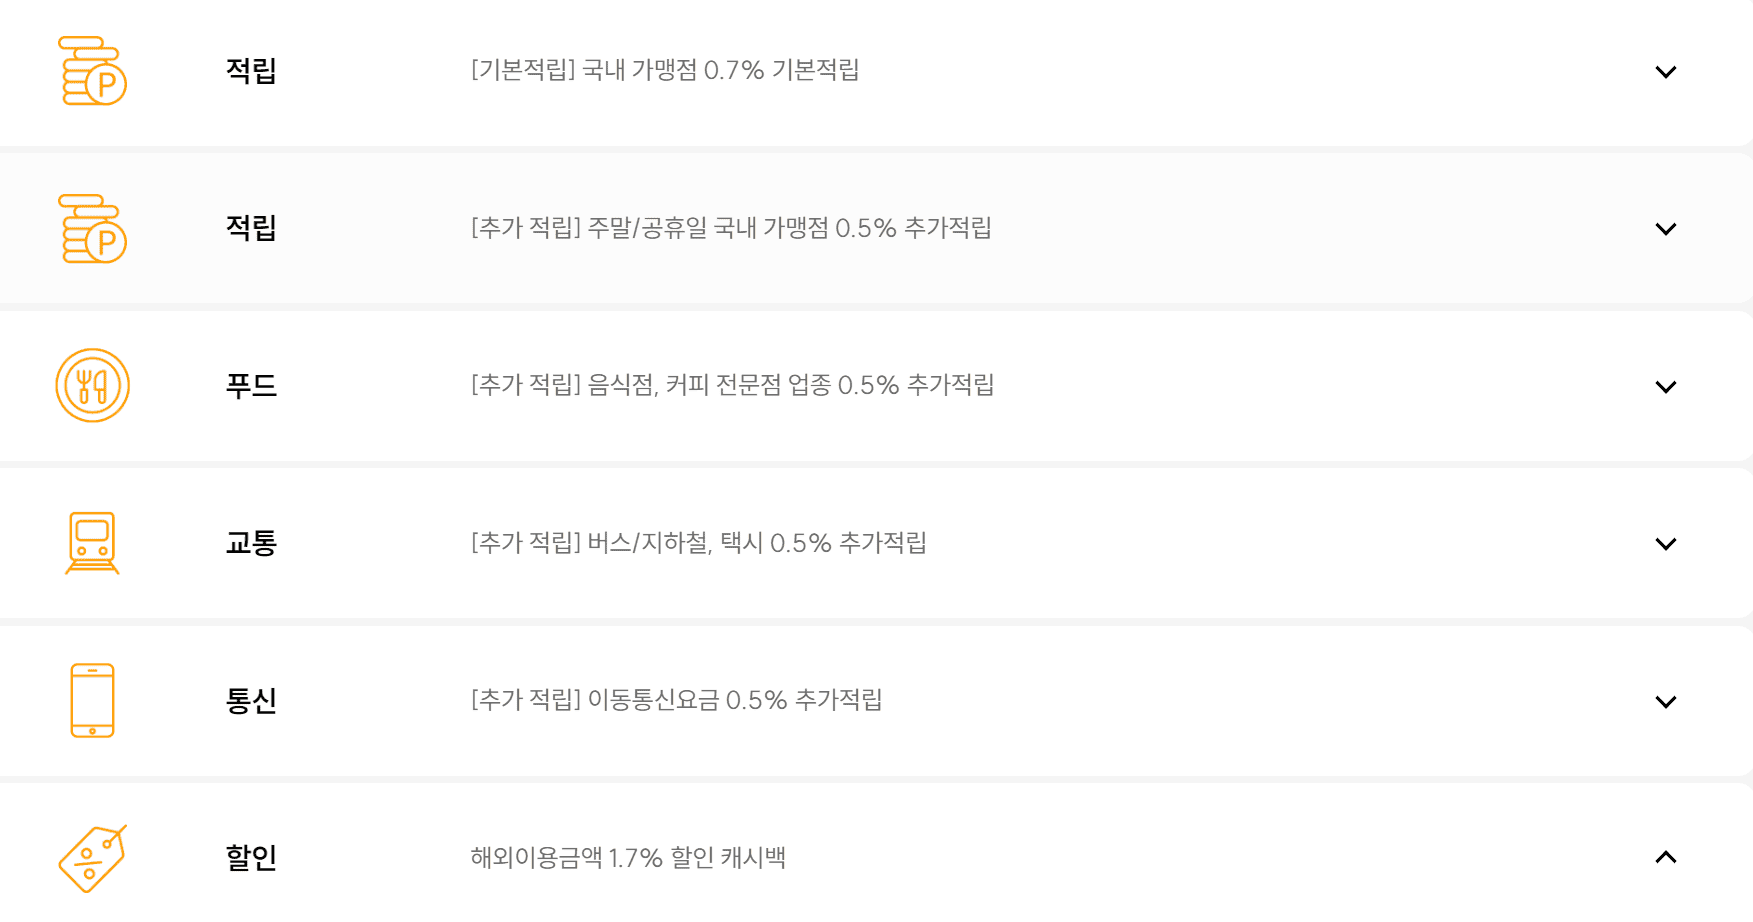 적립 [기본적립] 국내 가맹점 0.7% 기본적립
적립 [추가 적립] 주말/공휴일 국내 가맹점 0.5% 추가적립
푸드 [추가 적립] 음식점, 커피 전문점 업종 0.5% 추가적립
교통 [추가 적립] 버스/지하철, 택시 0.5% 추가적립
통신 [추가 적립] 이동통신요금 0.5% 추가적립
할인 해외이용금액 1.7% 할인 캐시백